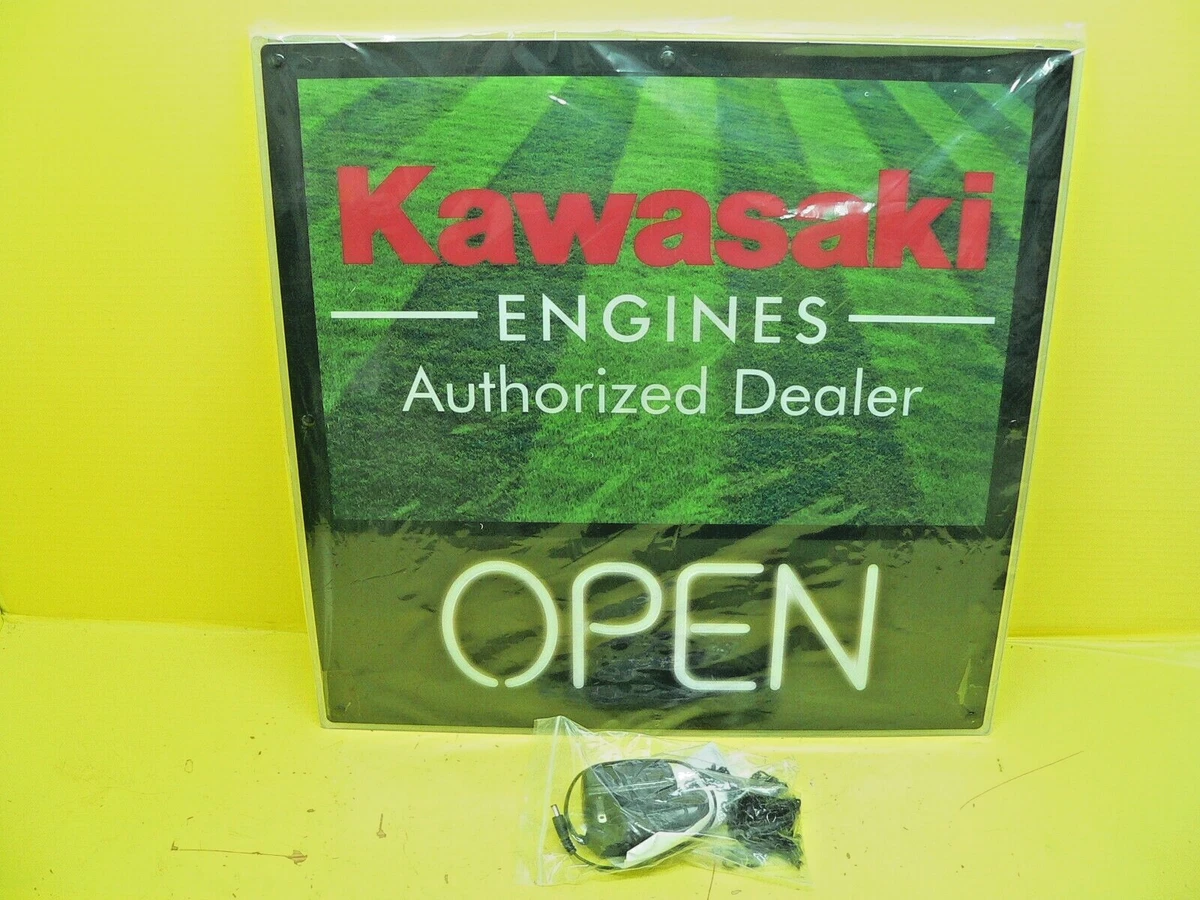 Kawasaki
ENGINES
Authorized Dealer
OPEN